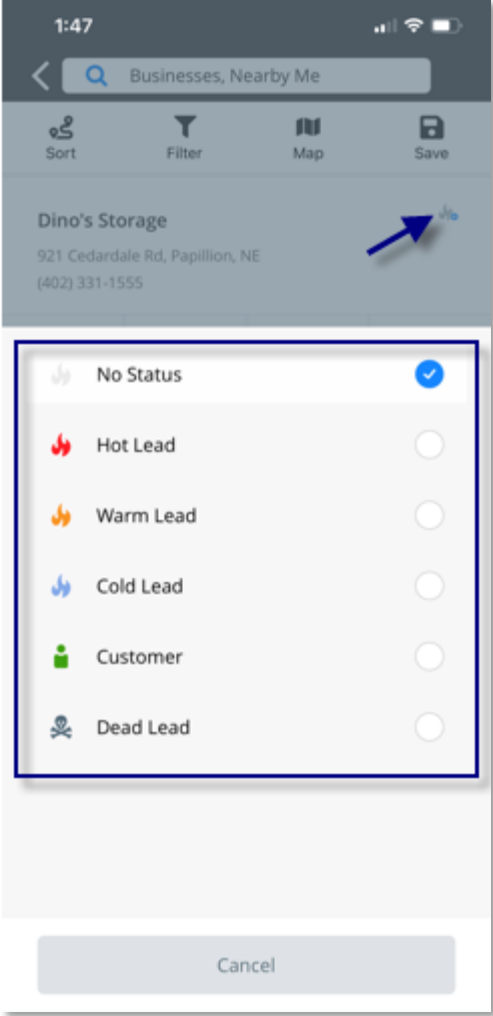 1:47
Businesses, Nearby Me
Sort Filter Map Save
Dino's Storage
921 Cedardale Rd, Papillion, NE
(402) 331-1555
No Status
Hot Lead
Warm Lead
Cold Lead
Customer
Dead Lead
Cancel